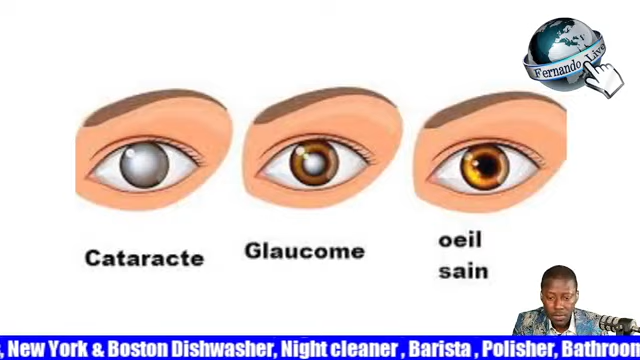 Fernando Live
Cataracte
Glaucome
oeil
sain
, New York & Boston Dishwasher, Night cleaner , Barista , Polisher, Bathroom